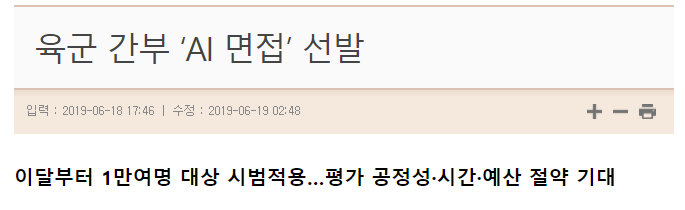 육군 간부 ‘AI 면접’ 선발
입력 : 2019-06-18 17:46 ㅣ 수정 : 2019-06-19 02:48
이달부터 1만여명 대상 시범적용...평가 공정성·시간·예산 절약 기대